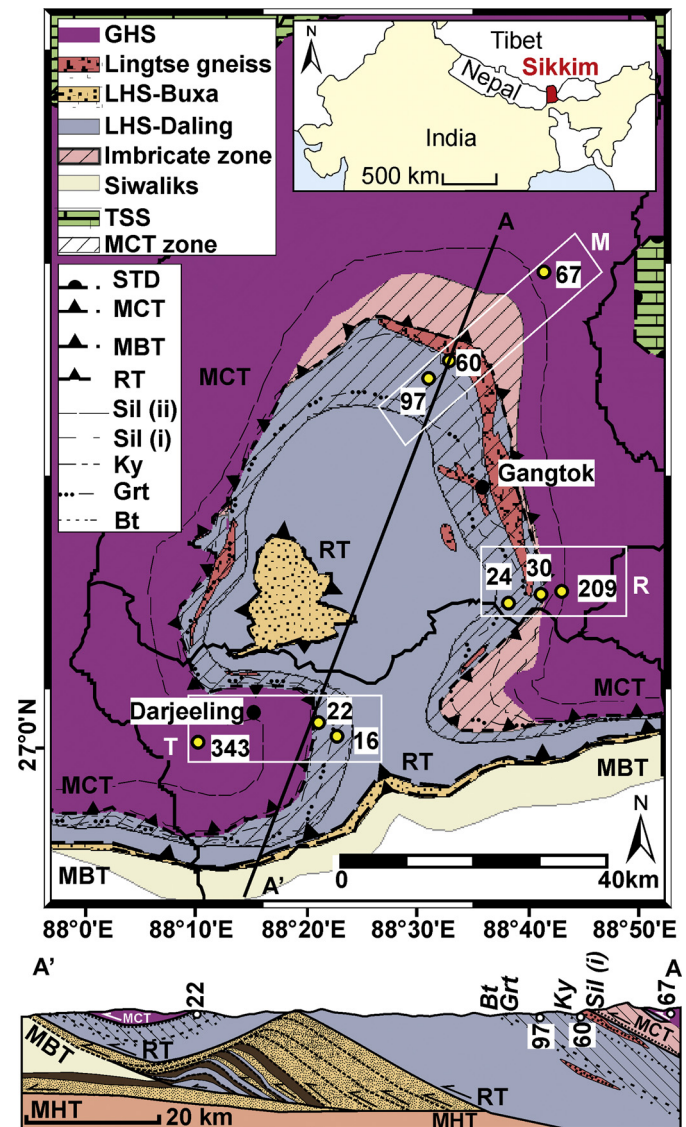 GHS
Lingtse gneiss
LHS-Buxa
LHS-Daling
Imbricate zone
Siwaliks
TSS
MCT zone
STD
MCT
MBT
RT
Sil (ii)
Sil (i)
Ky
Grt
Bt
N
Tibet
Nepal
Sikkim
India
500 km
A
M
67
MCT
60
97
Gangtok
RT
24
30
209
R
MCT
Darjeeling
22
T
343
16
MCT
RT
MBT
MBT
N
A'
0
40km
27°0'N
88°0'E
88°10'E
88°20'E
88°30'E
88°40'E
88°50'E
A'
A
22
Bt
Grt
Ky
Sil (i)
67
MCT
97
60
MCT
MBT
RT
RT
MHT
20 km
MHT